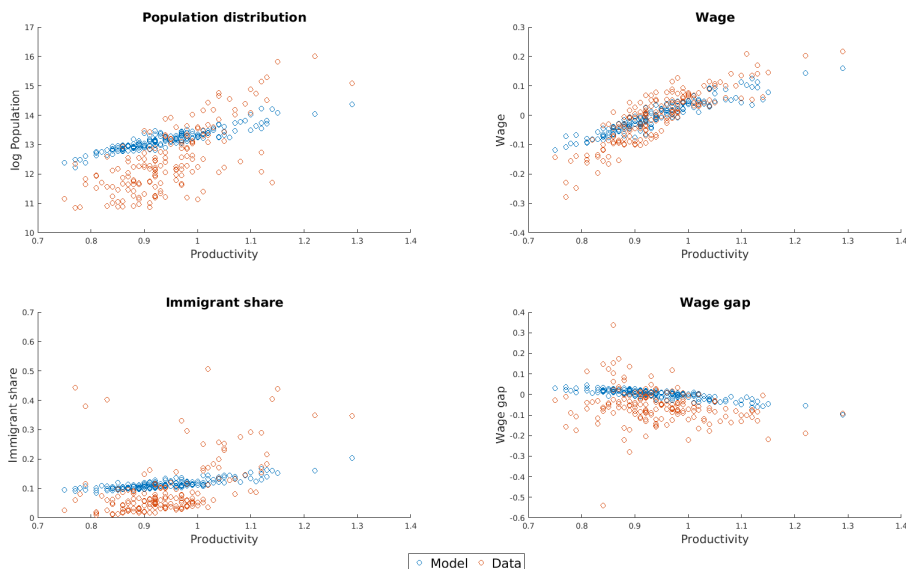 Population distribution
17
16
15
14
13
12
11
10
log Population
0.7 0.8 0.9 1 1.1 1.2 1.3 1.4
Productivity
Wage
0.3
0.2
0.1
0
-0.1
-0.2
-0.3
-0.4
Wage
0.7 0.8 0.9 1 1.1 1.2 1.3 1.4
Productivity
Immigrant share
0.7
0.6
0.5
0.4
0.3
0.2
0.1
0
Immigrant share
0.7 0.8 0.9 1 1.1 1.2 1.3 1.4
Productivity
Wage gap
0.4
0.3
0.2
0.1
0
-0.1
-0.2
-0.3
-0.4
-0.5
-0.6
Wage gap
0.7 0.8 0.9 1 1.1 1.2 1.3 1.4
Productivity
Model Data